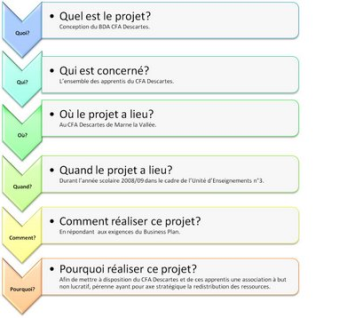 Quoi?
• Quel est le projet?
Conception du BDA CFA Descartes.
Qui?
• Qui est concerné?
L'ensemble des apprentis du CFA Descartes.
Où?
• Où le projet a lieu?
Au CFA Descartes de Marne la Vallée.
Quand?
• Quand le projet a lieu?
Durant l'année scolaire 2008/09 dans le cadre de l'Unité d'Enseignements n°3.
Comment?
• Comment réaliser ce projet?
En répondant aux exigences du Business Plan.
Pourquoi?
• Pourquoi réaliser ce projet?
Afin de mettre à disposition du CFA Descartes et de ces apprentis une association à but
non lucratif, pérenne ayant pour axe stratégique la redistribution des ressources.